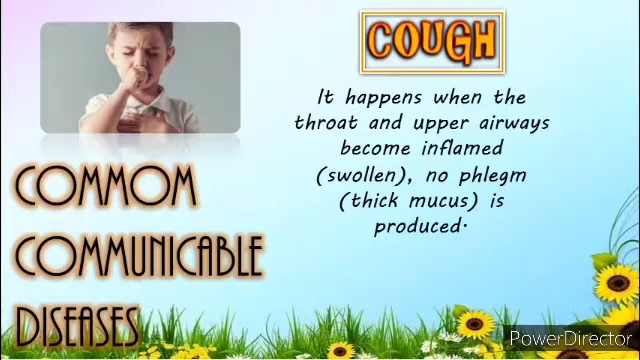 COUGH
It happens when the
throat and upper airways
become inflamed
(swollen), no phlegm
(thick mucus) is
produced.
COMMOM
COMMUNICABLE
DISEASES
PowerDirector